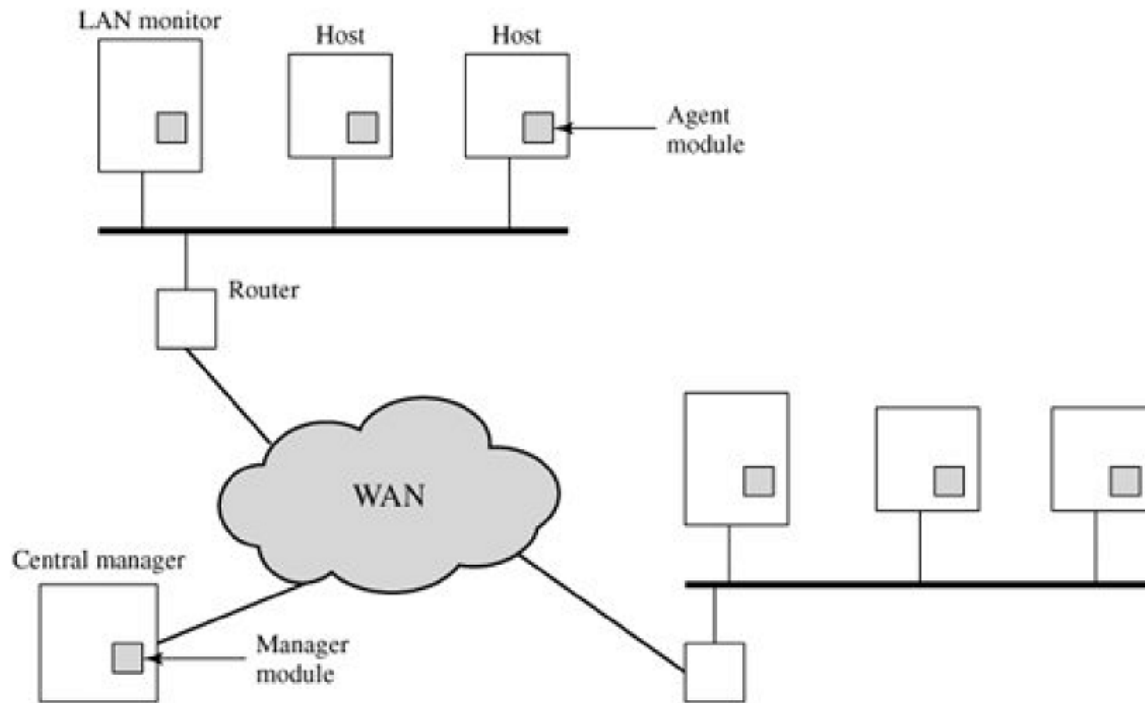 LAN monitor
Host
Host
Agent
module
Router
WAN
Central manager
Manager
module